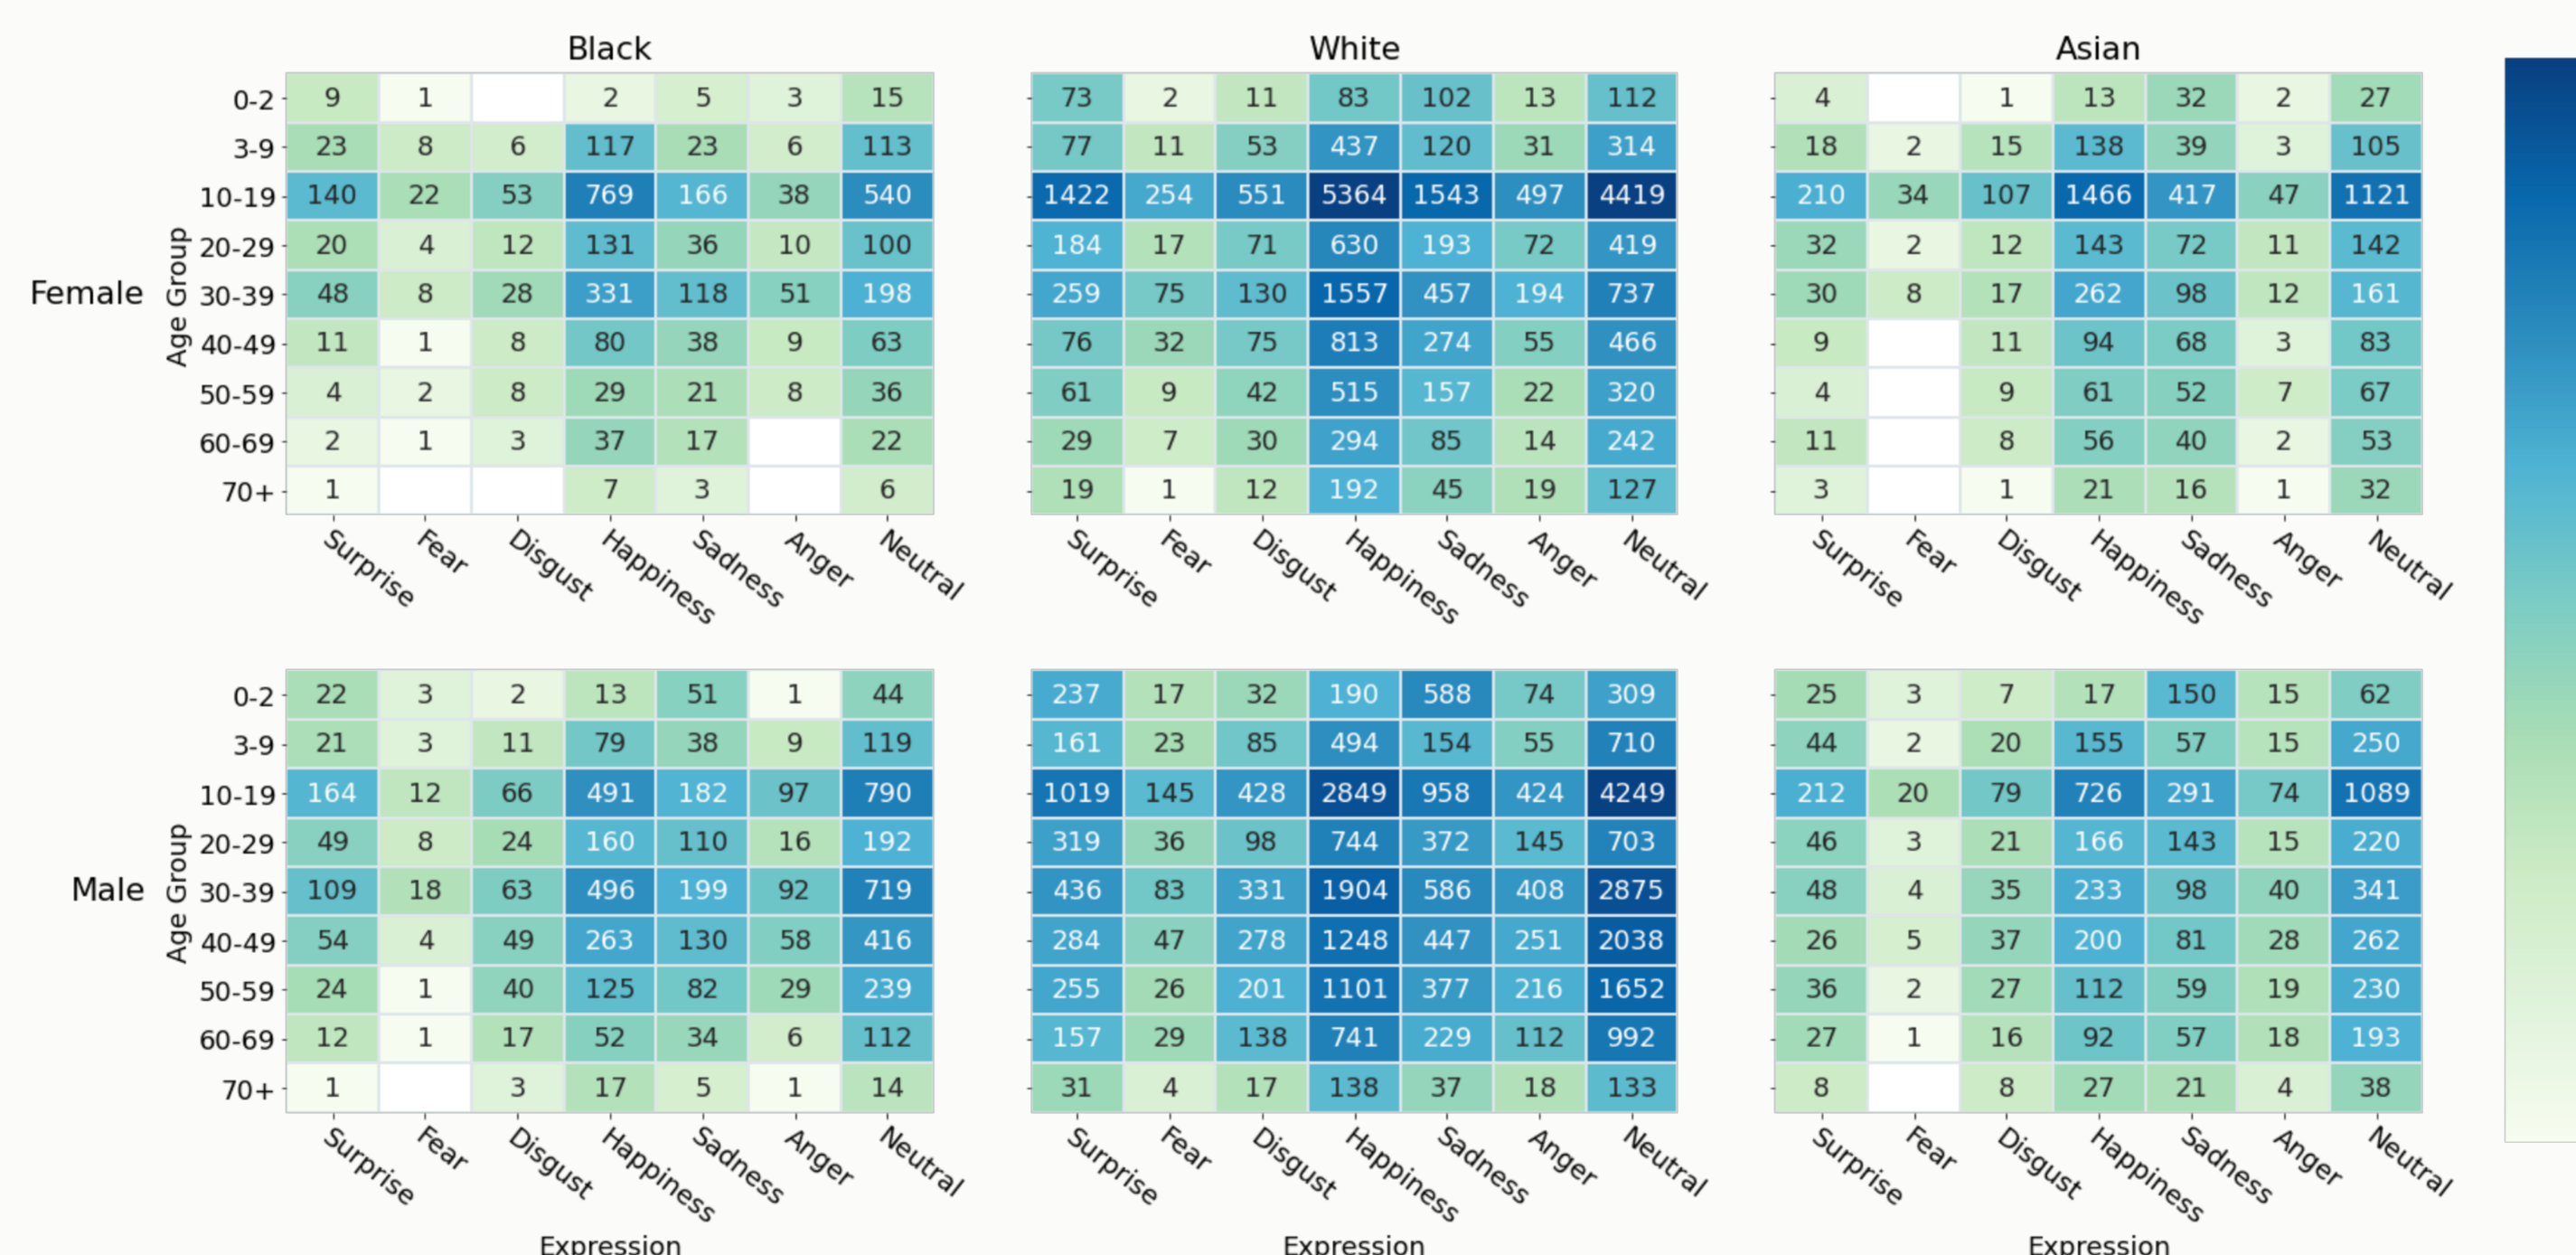 Black White Asian
0-2 9 1 2 5 3 15 73 2 11 83 102 13 112 4 1 13 32 2 27
3-9 23 8 6 117 23 6 113 77 11 53 437 120 31 314 18 2 15 138 39 3 105
10-19 140 22 53 769 166 38 540 1422 254 551 5364 1543 497 4419 210 34 107 1466 417 47 1121
20-29 20 4 12 131 36 10 100 184 17 71 630 193 72 419 32 2 12 143 72 11 142
Female Age Group 30-39 48 8 28 331 118 51 198 259 75 130 1557 457 194 737 30 8 17 262 98 12 161
40-49 11 1 8 80 38 9 63 76 32 75 813 274 55 466 9 11 94 68 3 83
50-59 4 2 8 29 21 8 36 61 9 42 515 157 22 320 4 9 61 52 7 67
60-69 2 1 3 37 17 22 29 7 30 294 85 14 242 11 8 56 40 2 53
70+ 1 7 3 6 19 1 12 192 45 19 127 3 1 21 16 1 32
Surprise Fear Disgust Happiness Sadness Anger Neutral Surprise Fear Disgust Happiness Sadness Anger Neutral Surprise Fear Disgust Happiness Sadness Anger Neutral
0-2 22 3 2 13 51 1 44 237 17 32 190 588 74 309 25 3 7 17 150 15 62
3-9 21 3 11 79 38 9 119 161 23 85 494 154 55 710 44 2 20 155 57 15 250
10-19 164 12 66 491 182 97 790 1019 145 428 2849 958 424 4249 212 20 79 726 291 74 1089
20-29 49 8 24 160 110 16 192 319 36 98 744 372 145 703 46 3 21 166 143 15 220
Male Age Group 30-39 109 18 63 496 199 92 719 436 83 331 1904 586 408 2875 48 4 35 233 98 40 341
40-49 54 4 49 263 130 58 416 284 47 278 1248 447 251 2038 26 5 37 200 81 28 262
50-59 24 1 40 125 82 29 239 255 26 201 1101 377 216 1652 36 2 27 112 59 19 230
60-69 12 1 17 52 34 6 112 157 29 138 741 229 112 992 27 1 16 92 57 18 193
70+ 1 3 17 5 1 14 31 4 17 138 37 18 133 8 8 27 21 4 38
Surprise Fear Disgust Happiness Sadness Anger Neutral Surprise Fear Disgust Happiness Sadness Anger Neutral Surprise Fear Disgust Happiness Sadness Anger Neutral
Expression Expression Expression